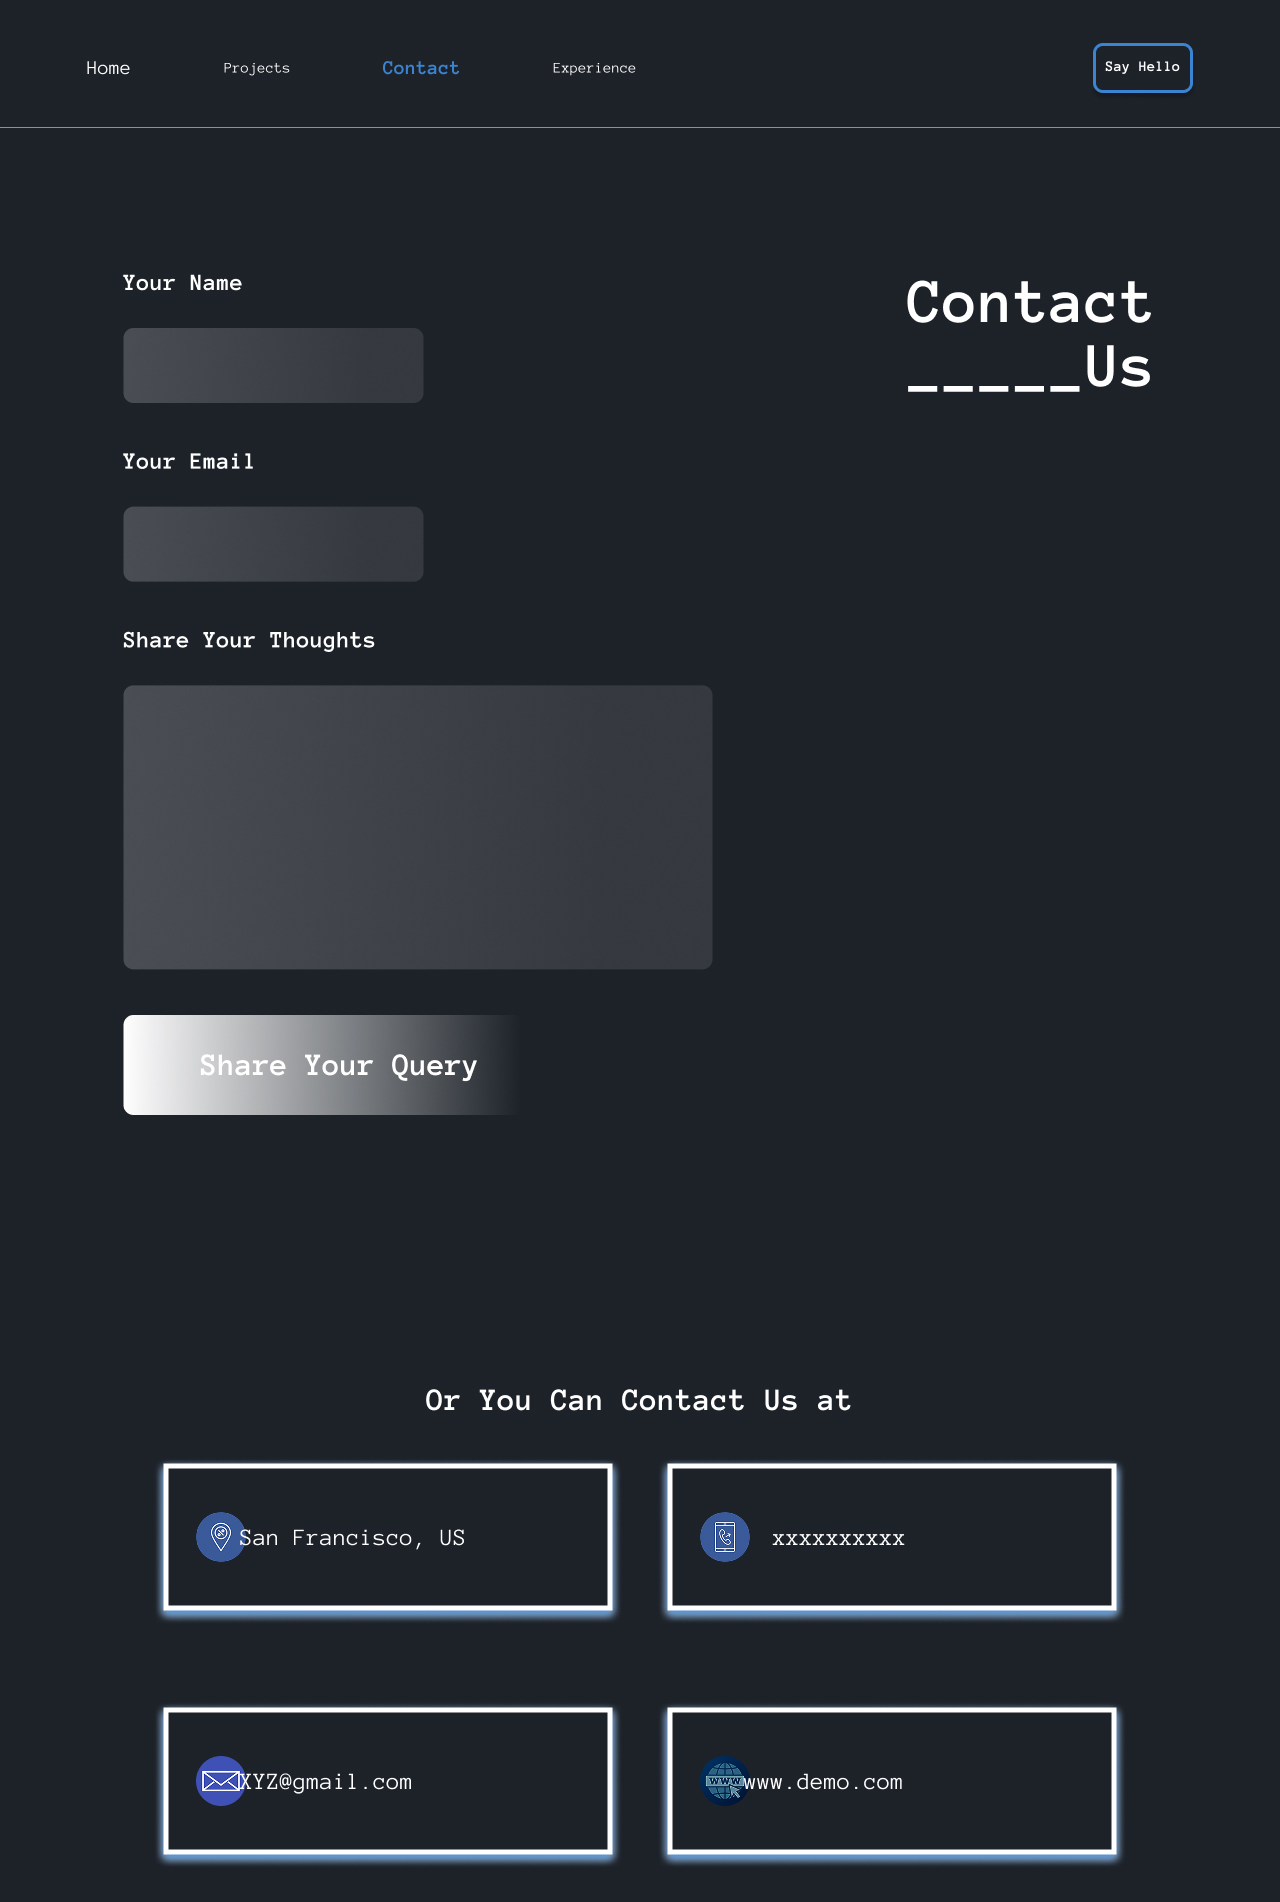 Home Projects Contact Experience Say Hello
Contact
_____Us
Your Name
Your Email
Share Your Thoughts
Share Your Query
Or You Can Contact Us at
San Francisco, US
xxxxxxxxxx
XYZ@gmail.com
WWW
www.demo.com